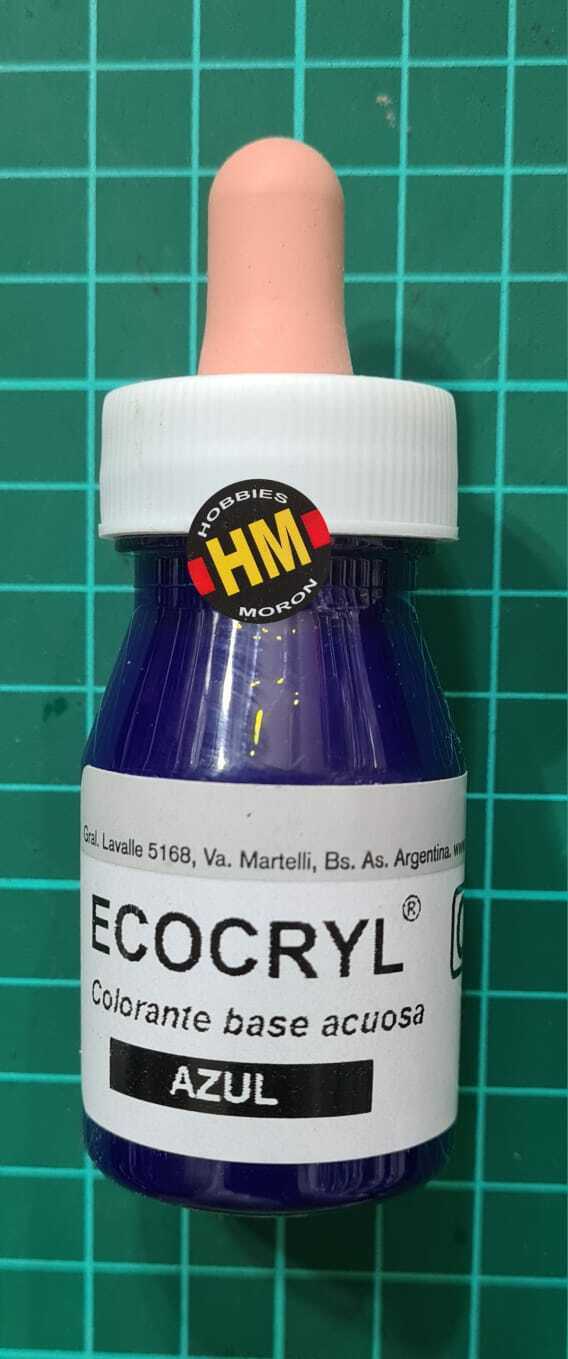 HOBBIES
HM
MORON
Gral. Lavalle 5168, Va. Martelli, Bs. As. Argentina.
ECOCRYL®
Colorante base acuosa
AZUL